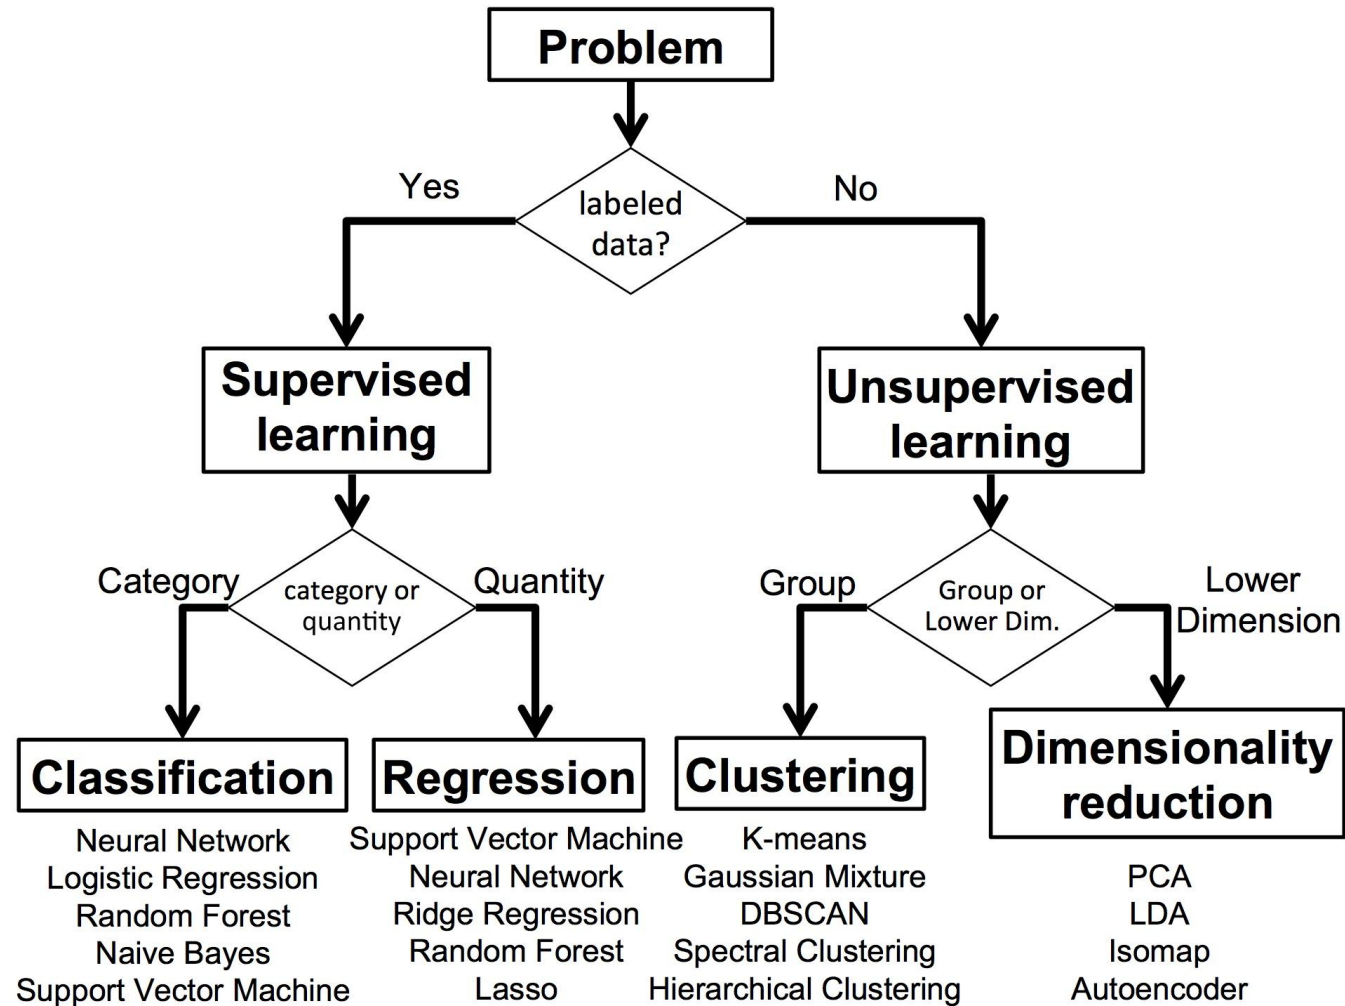 Problem
Yes
labeled
data?
No
Supervised
learning
Unsupervised
learning
Category
category or
quantity
Quantity
Group
Group or
Lower Dim.
Lower
Dimension
Classification
Neural Network
Logistic Regression
Random Forest
Naive Bayes
Support Vector Machine
Regression
Support Vector Machine
Neural Network
Ridge Regression
Random Forest
Lasso
Clustering
K-means
Gaussian Mixture
DBSCAN
Spectral Clustering
Hierarchical Clustering
Dimensionality
reduction
PCA
LDA
Isomap
Autoencoder